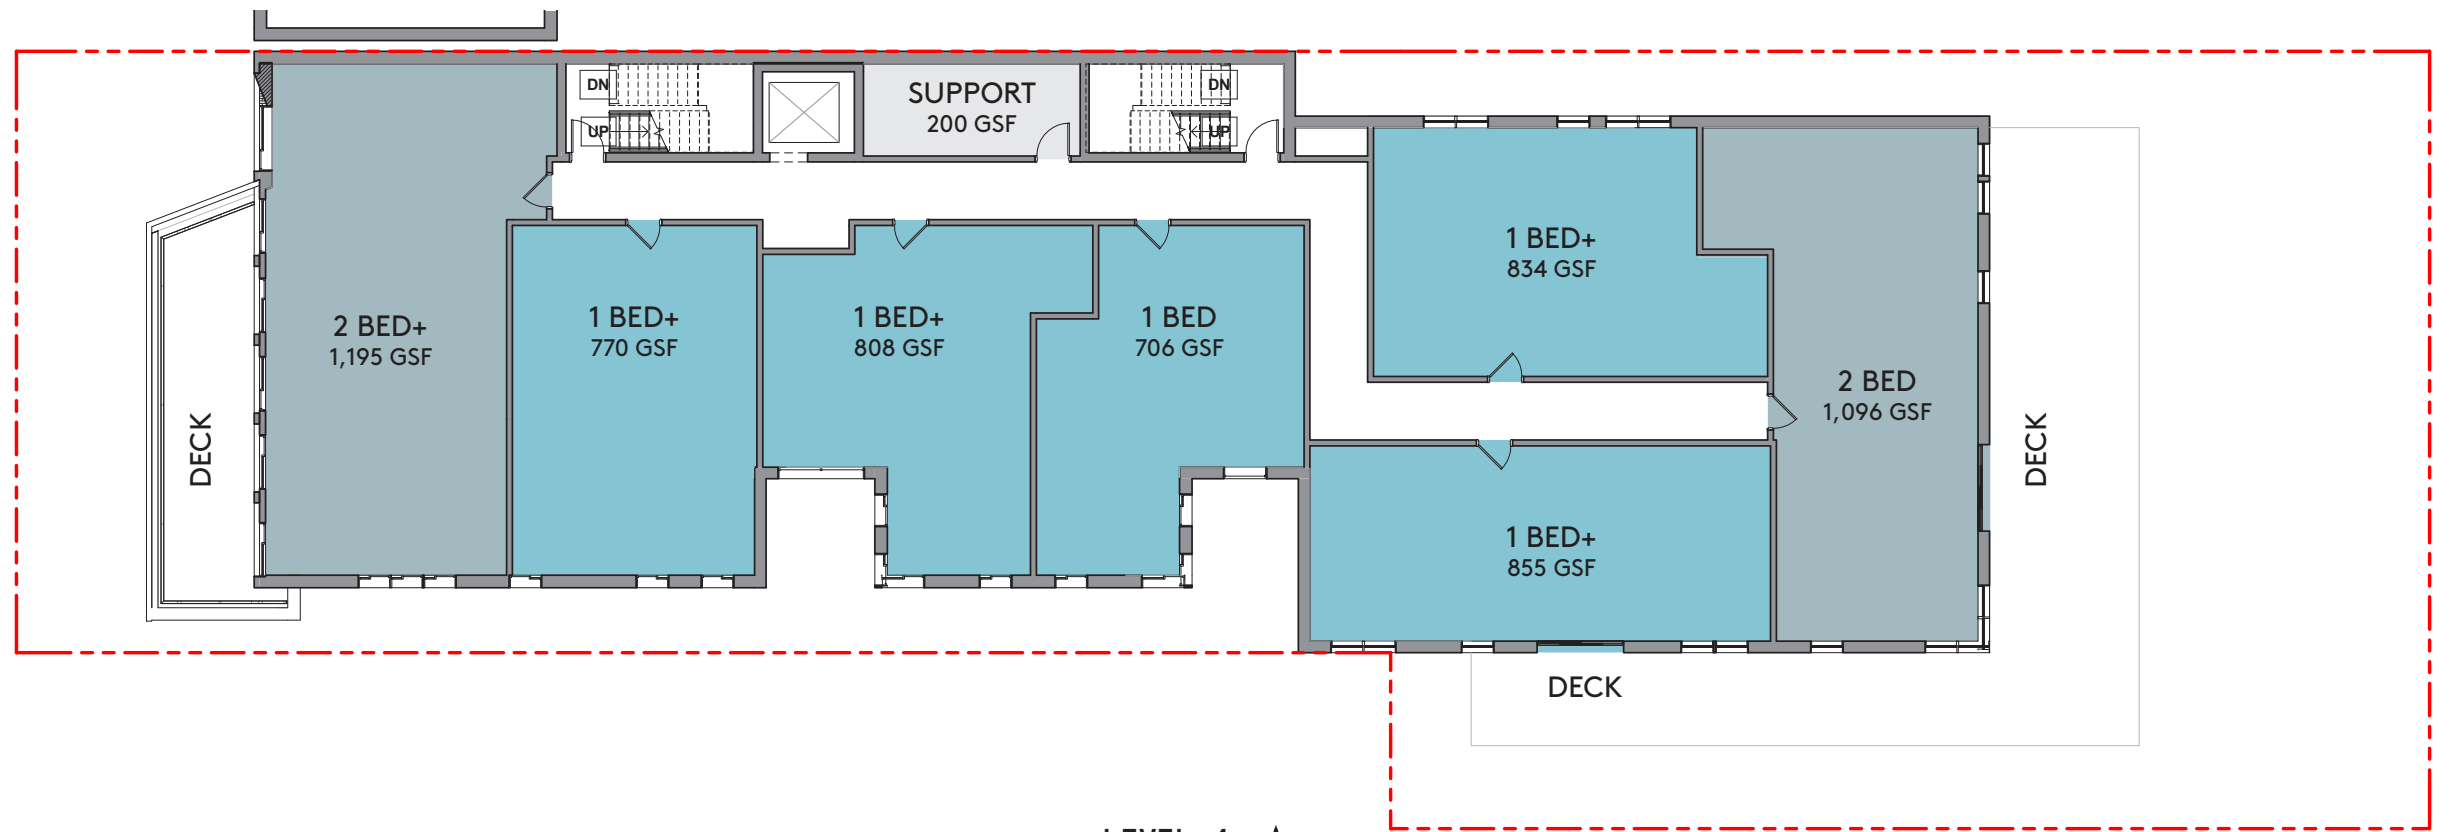 SUPPORT
200 GSF
DN
UP
DN
UP
2 BED+
1,195 GSF
1 BED+
770 GSF
1 BED+
808 GSF
1 BED
706 GSF
1 BED+
834 GSF
2 BED
1,096 GSF
1 BED+
855 GSF
DECK
DECK
DECK